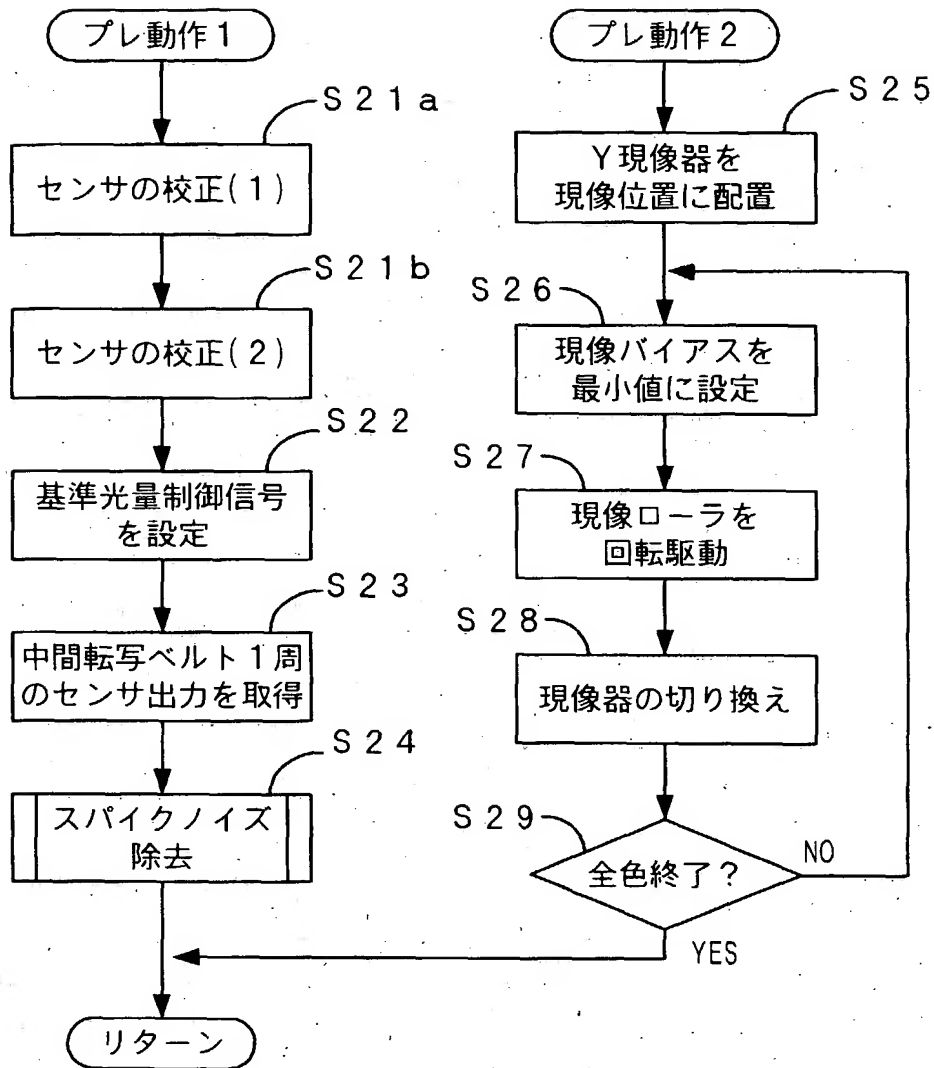 プレ動作1
S21a
センサの校正(1)
S21b
センサの校正(2)
S22
基準光量制御信号
を設定
S23
中間転写ベルト1周
のセンサ出力を取得
S24
スパイクノイズ
除去
リターン
プレ動作2
S25
Y現像器を
現像位置に配置
S26
現像バイアスを
最小値に設定
S27
現像ローラを
回転駆動
S28
現像器の切り換え
S29
全色終了?
NO
YES